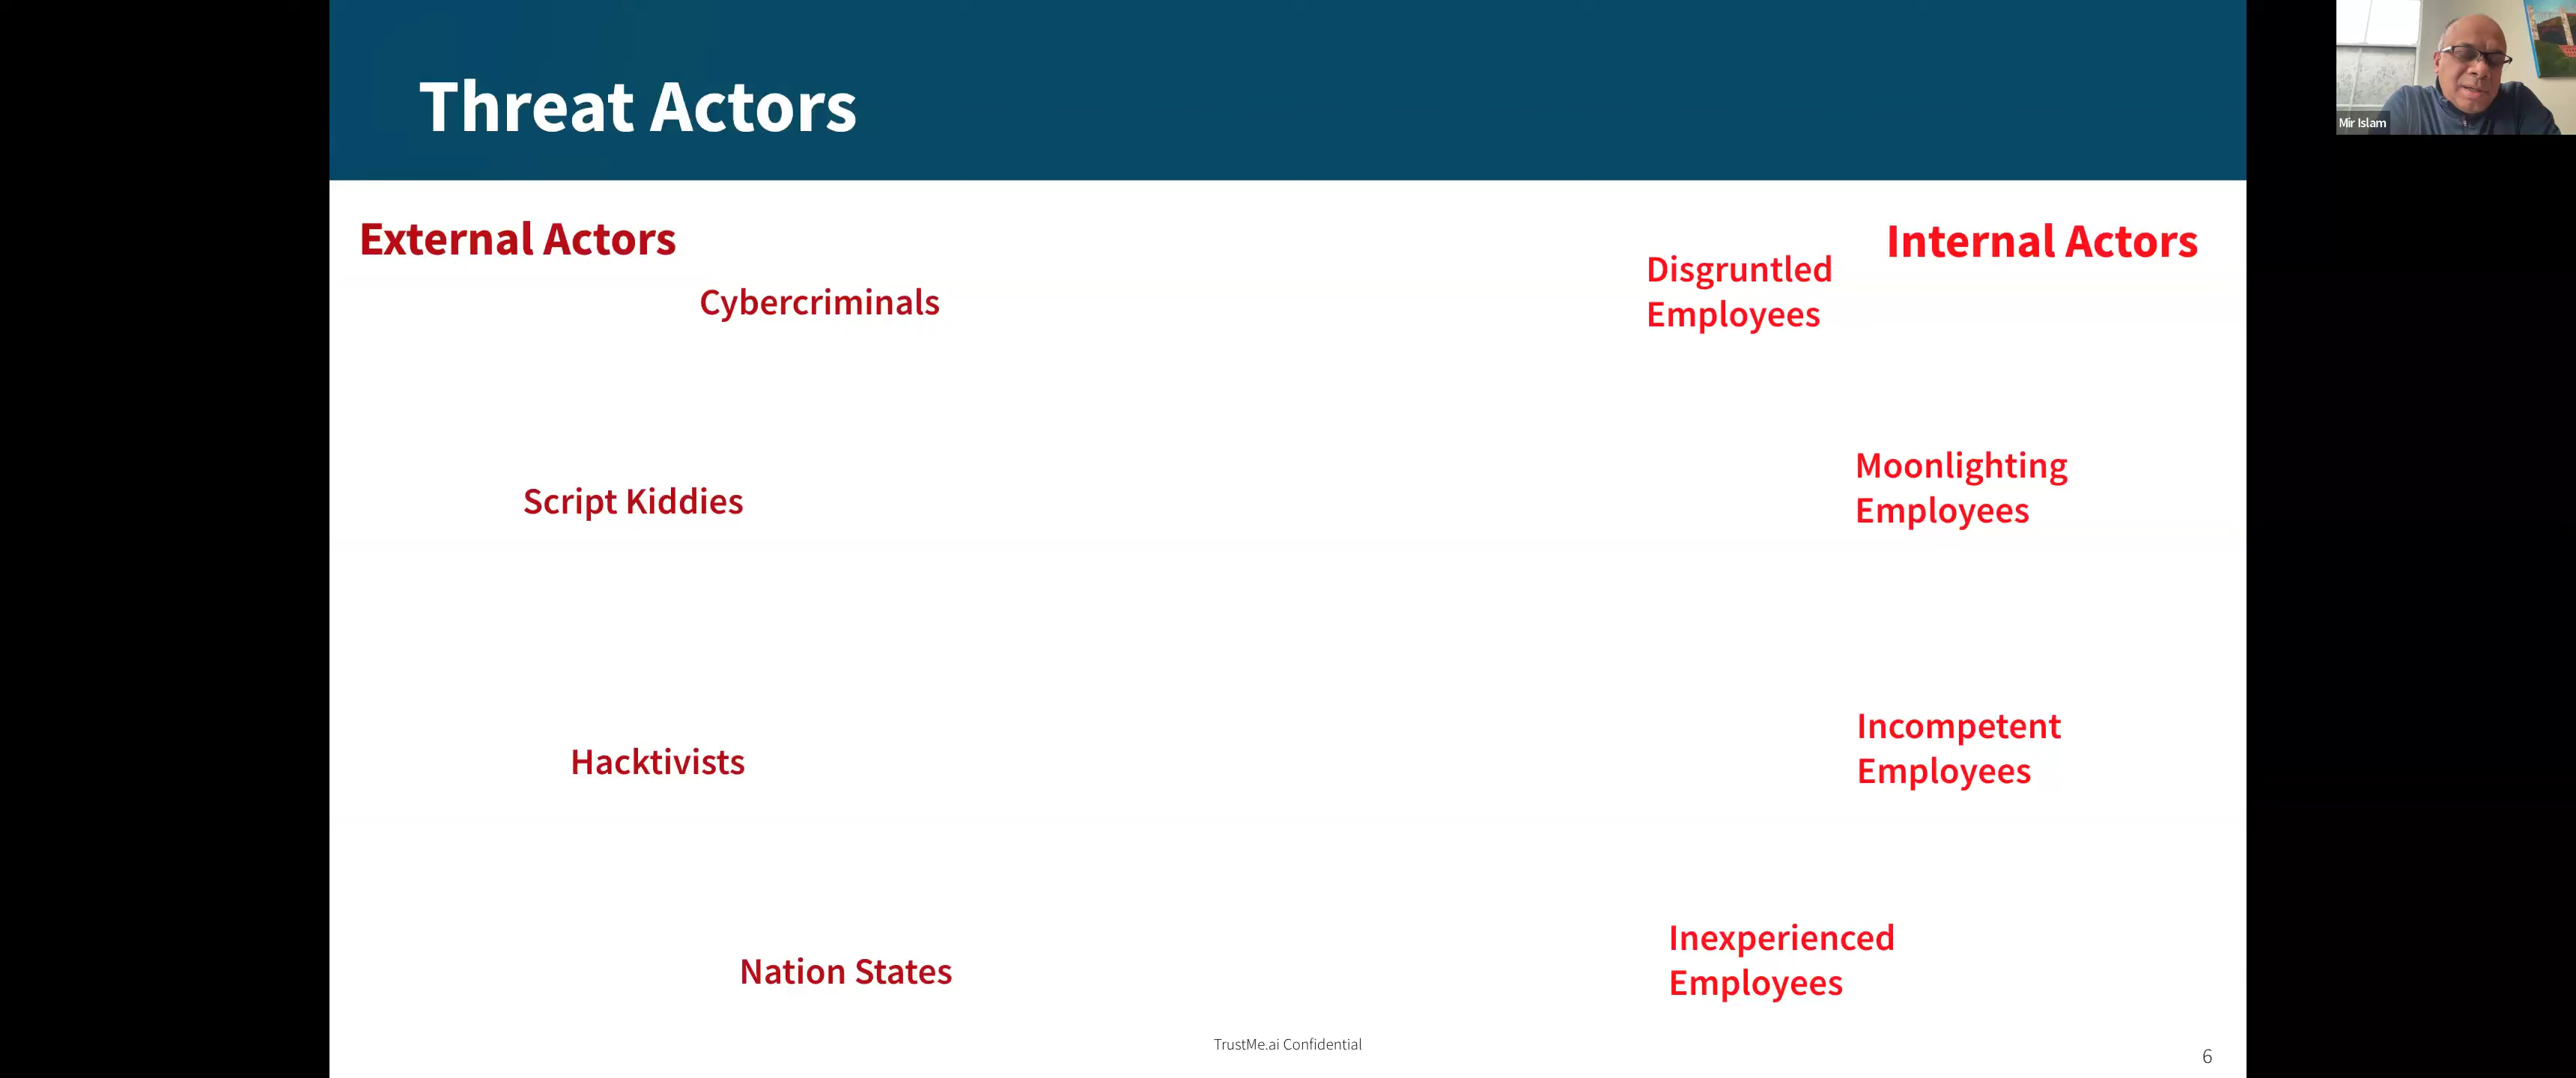 Threat Actors
Mir Islam
External Actors
Cybercriminals
Script Kiddies
Hacktivists
Nation States
Internal Actors
Disgruntled
Employees
Moonlighting
Employees
Incompetent
Employees
Inexperienced
Employees
TrustMe.ai Confidential
6